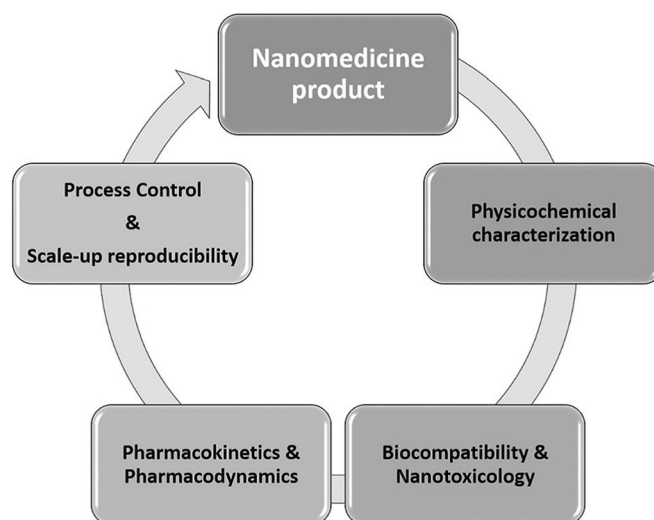 Nanomedicine
product
Physicochemical
characterization
Biocompatibility &
Nanotoxicology
Pharmacokinetics &
Pharmacodynamics
Process Control
&
Scale-up reproducibility